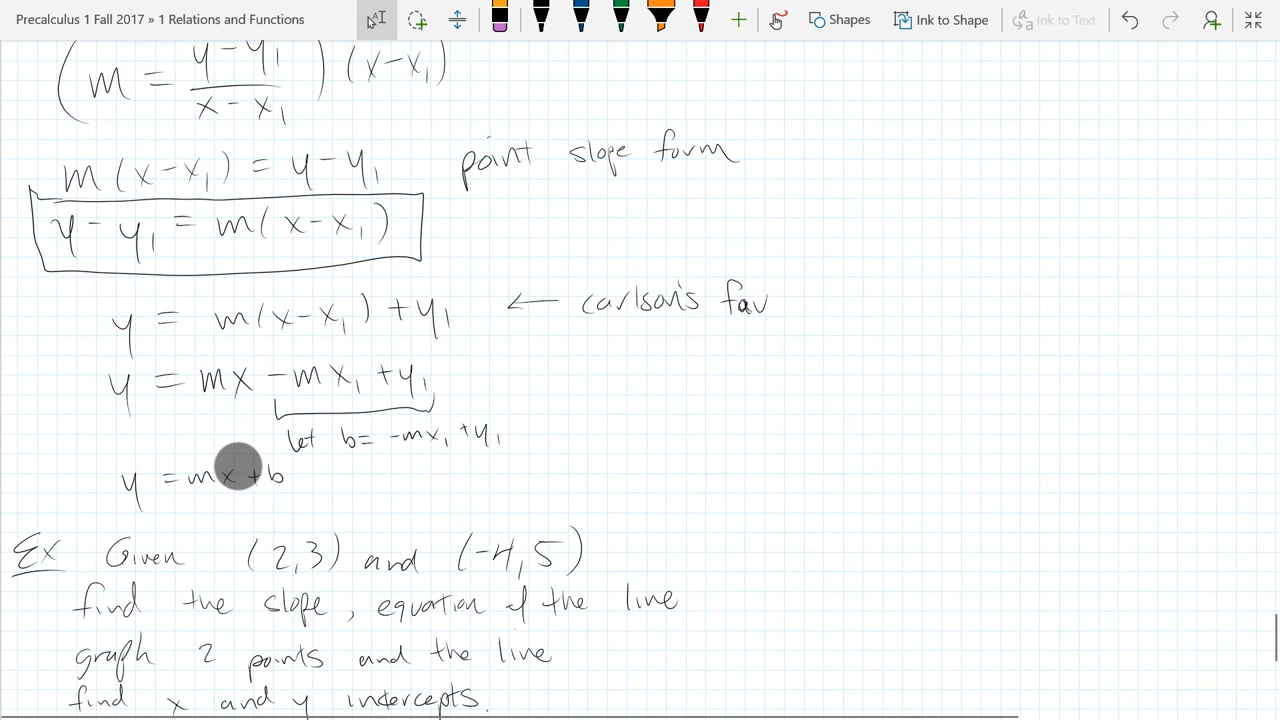 Precalculus 1 Fall 2017 » 1 Relations and Functions
Shapes
Ink to Shape
Ink to Text
(m = (y - y₁)/(x - x₁)) (x - x₁)
m(x - x₁) = y - y₁
point slope form
y - y₁ = m(x - x₁)
y = m(x - x₁) + y₁ ← carlson's fav
y = mx - mx₁ + y₁
let b = -mx₁ + y₁
y = mx + b
Ex Given (2,3) and (-4,5)
find the slope, equation of the line
graph 2 points and the line
find x and y intercepts.